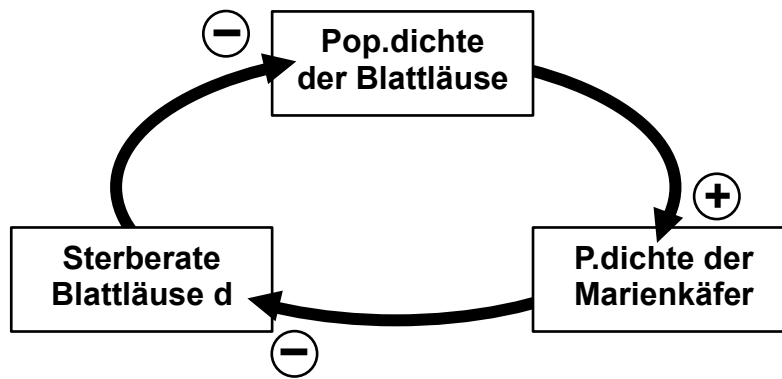 −
Pop.dichte
der Blattläuse
+
Sterberate
Blattläuse d
P.dichte der
Marienkäfer
−